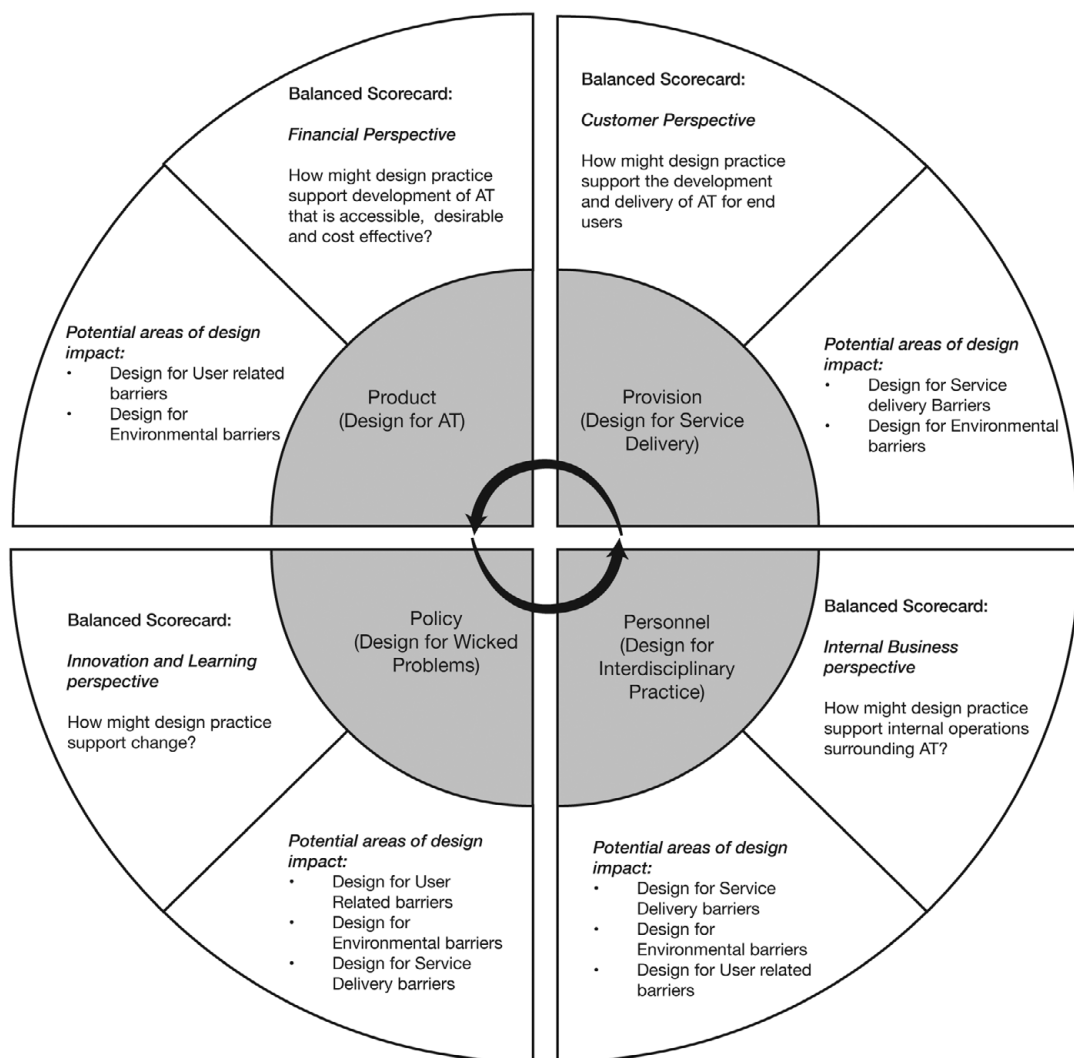 Balanced Scorecard:
Financial Perspective
How might design practice
support development of AT
that is accessible,  desirable
and cost effective?
Potential areas of design
impact:
• Design for User related
barriers
• Design for
Environmental barriers
Product
(Design for AT)
Balanced Scorecard:
Customer Perspective
How might design practice
support the development
and delivery of AT for end
users
Potential areas of design
impact:
• Design for Service
delivery Barriers
• Design for Environmental
barriers
Provision
(Design for Service
Delivery)
Balanced Scorecard:
Innovation and Learning
perspective
How might design practice
support change?
Policy
(Design for Wicked
Problems)
Potential areas of design
impact:
• Design for User
Related barriers
• Design for
Environmental barriers
• Design for Service
Delivery barriers
Personnel
(Design for
Interdisciplinary
Practice)
Balanced Scorecard:
Internal Business
perspective
How might design practice
support internal operations
surrounding AT?
Potential areas of design
impact:
• Design for Service
Delivery barriers
• Design for
Environmental barriers
• Design for User related
barriers